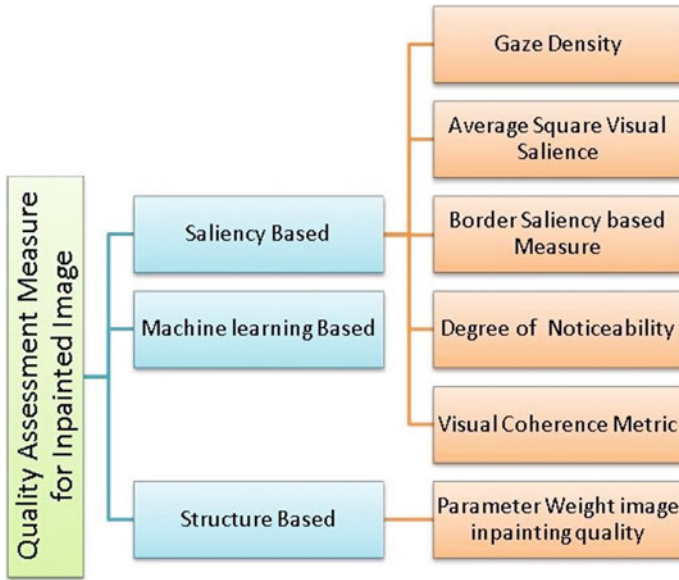 Quality Assessment Measure
for Inpainted Image
Saliency Based
Machine learning Based
Structure Based
Gaze Density
Average Square Visual
Salience
Border Saliency based
Measure
Degree of Noticeability
Visual Coherence Metric
Parameter Weight image
inpainting quality